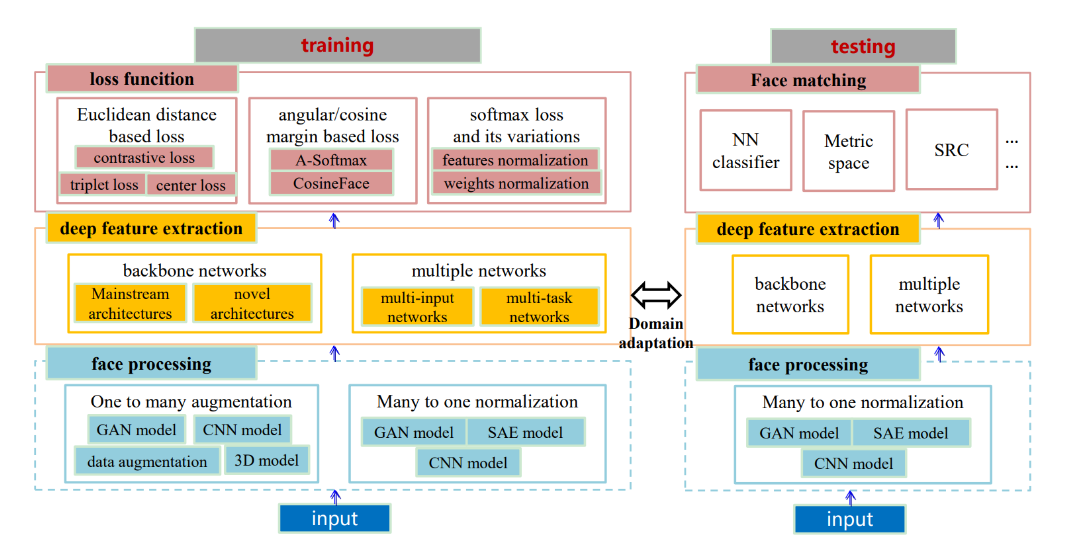 training
loss funcition
Euclidean distance
based loss
contrastive loss
triplet loss
center loss
angular/cosine
margin based loss
A-Softmax
CosineFace
softmax loss
and its variations
features normalization
weights normalization
deep feature extraction
backbone networks
Mainstream
architectures
novel
architectures
multiple networks
multi-input
networks
multi-task
networks
face processing
One to many augmentation
GAN model
CNN model
data augmentation
3D model
Many to one normalization
GAN model
SAE model
CNN model
input
Domain
adaptation
testing
Face matching
NN
classifier
Metric
space
SRC
...
...
deep feature extraction
backbone
networks
multiple
networks
face processing
Many to one normalization
GAN model
SAE model
CNN model
input